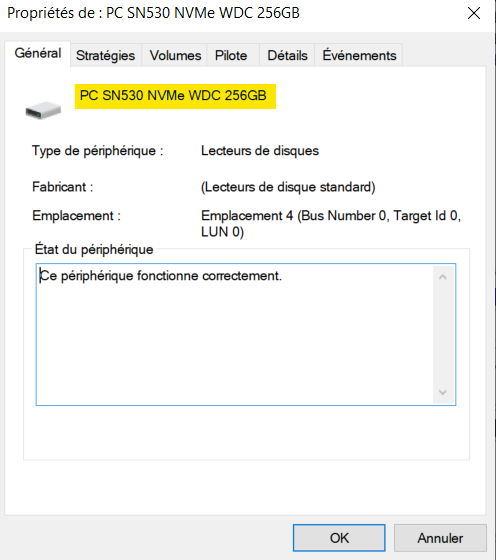 Propriétés de : PC SN530 NVMe WDC 256GB
Général Stratégies Volumes Pilote Détails Événements
PC SN530 NVMe WDC 256GB
Type de périphérique : Lecteurs de disques
Fabricant : (Lecteurs de disque standard)
Emplacement : Emplacement 4 (Bus Number 0, Target Id 0,
LUN 0)
État du périphérique
Ce périphérique fonctionne correctement.
OK Annuler